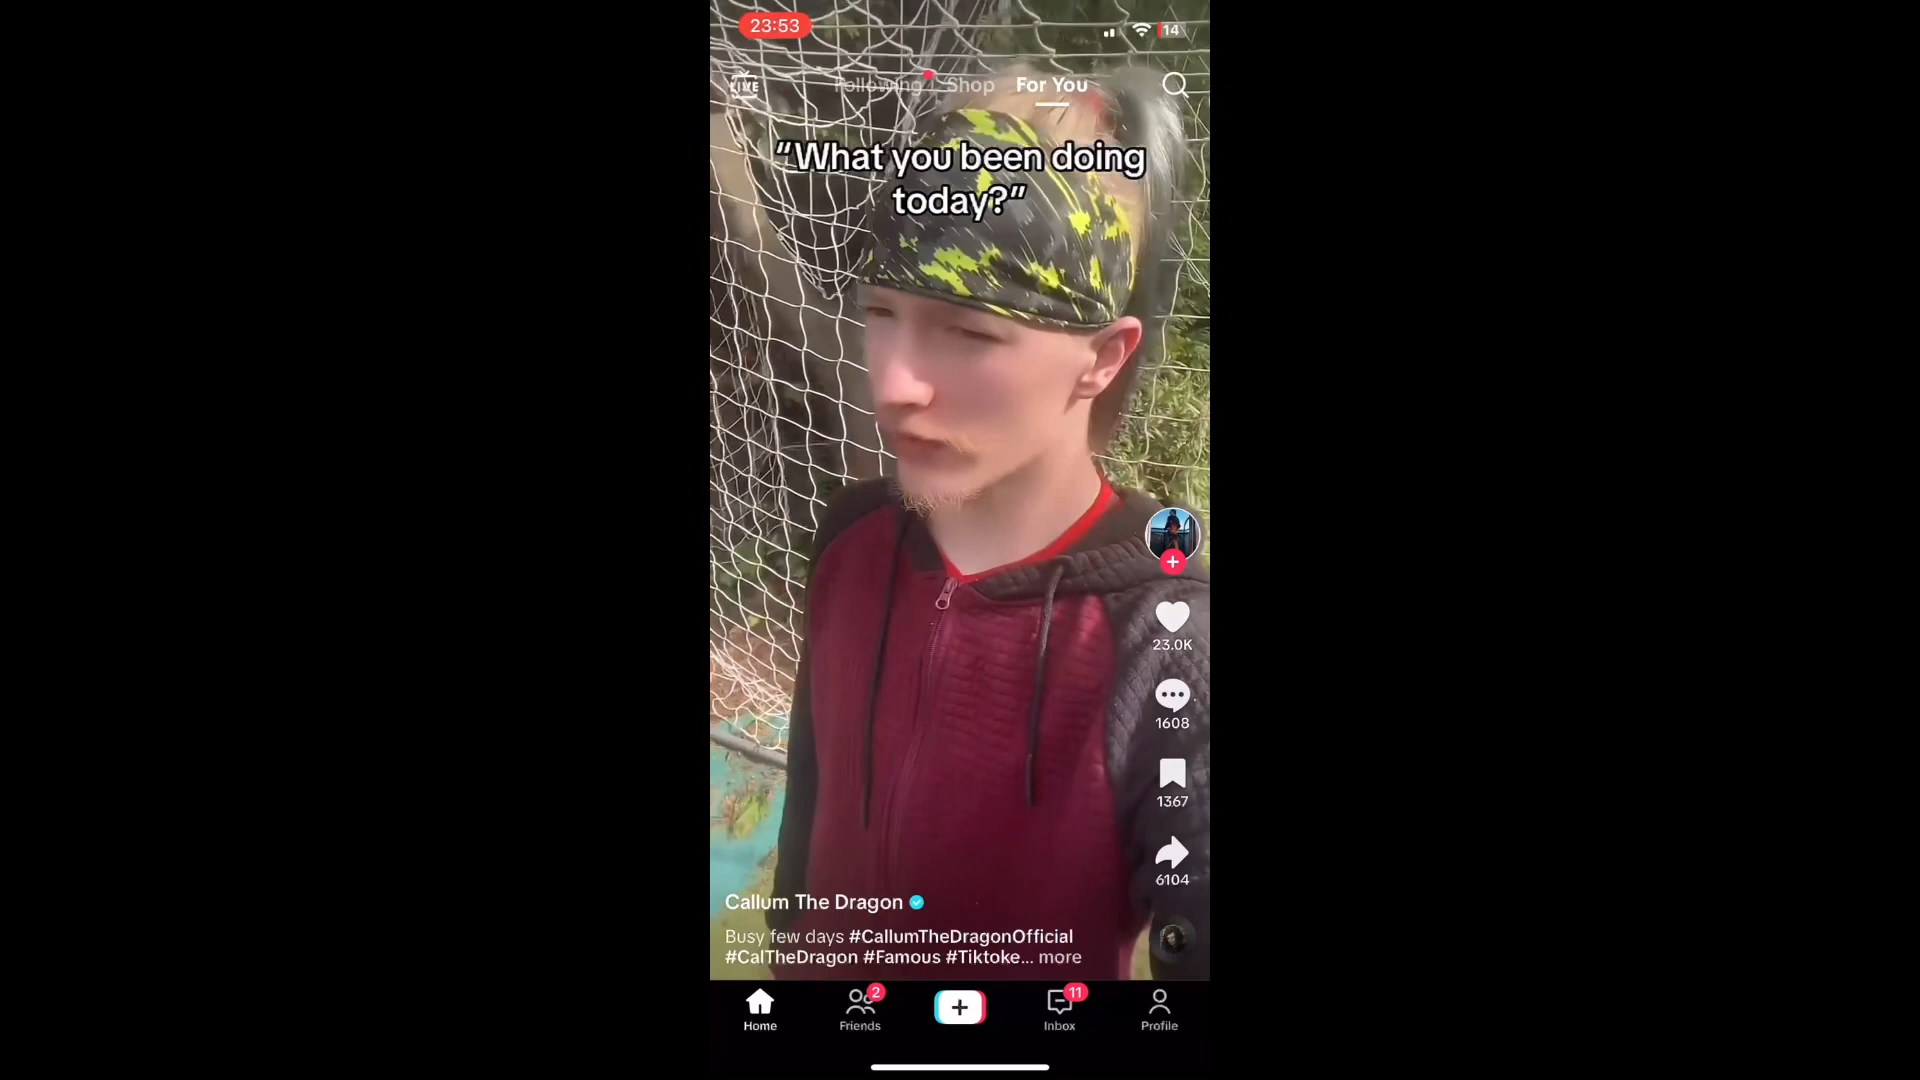 23:53
14
LIVE
Following
Shop
For You
“What you been doing
today?”
23.0K
1608
1367
6104
Callum The Dragon
Busy few days #CallumTheDragonOfficial
#CalTheDragon #Famous #Tiktoke... more
2
11
Home
Friends
Inbox
Profile